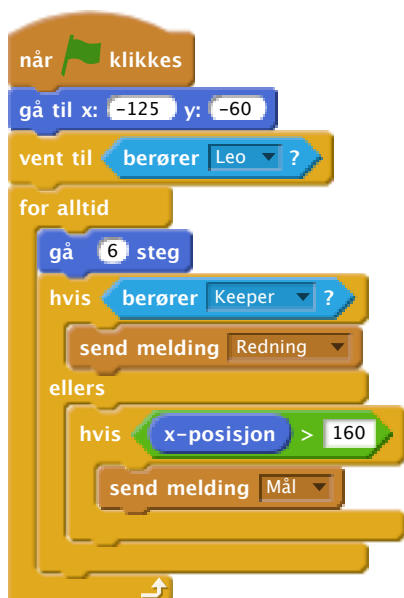 når klikkes
gå til x: -125 y: -60
vent til berører Leo ?
for alltid
gå 6 steg
hvis berører Keeper ?
send melding Redning
ellers
hvis x-posisjon > 160
send melding Mål